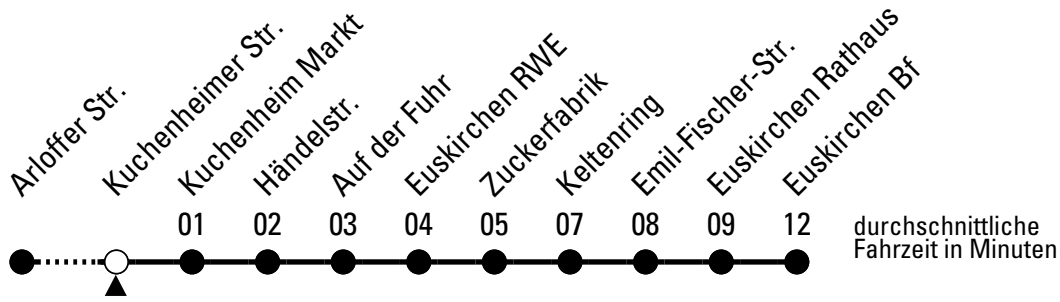 Arloffer Str.
Kuchenheimer Str.
Kuchenheim Markt
Händelstr.
Auf der Fuhr
Euskirchen RWE
Zuckerfabrik
Keltenring
Emil-Fischer-Str.
Euskirchen Rathaus
Euskirchen Bf
01 02 03 04 05 07 08 09 12
durchschnittliche
Fahrzeit in Minuten